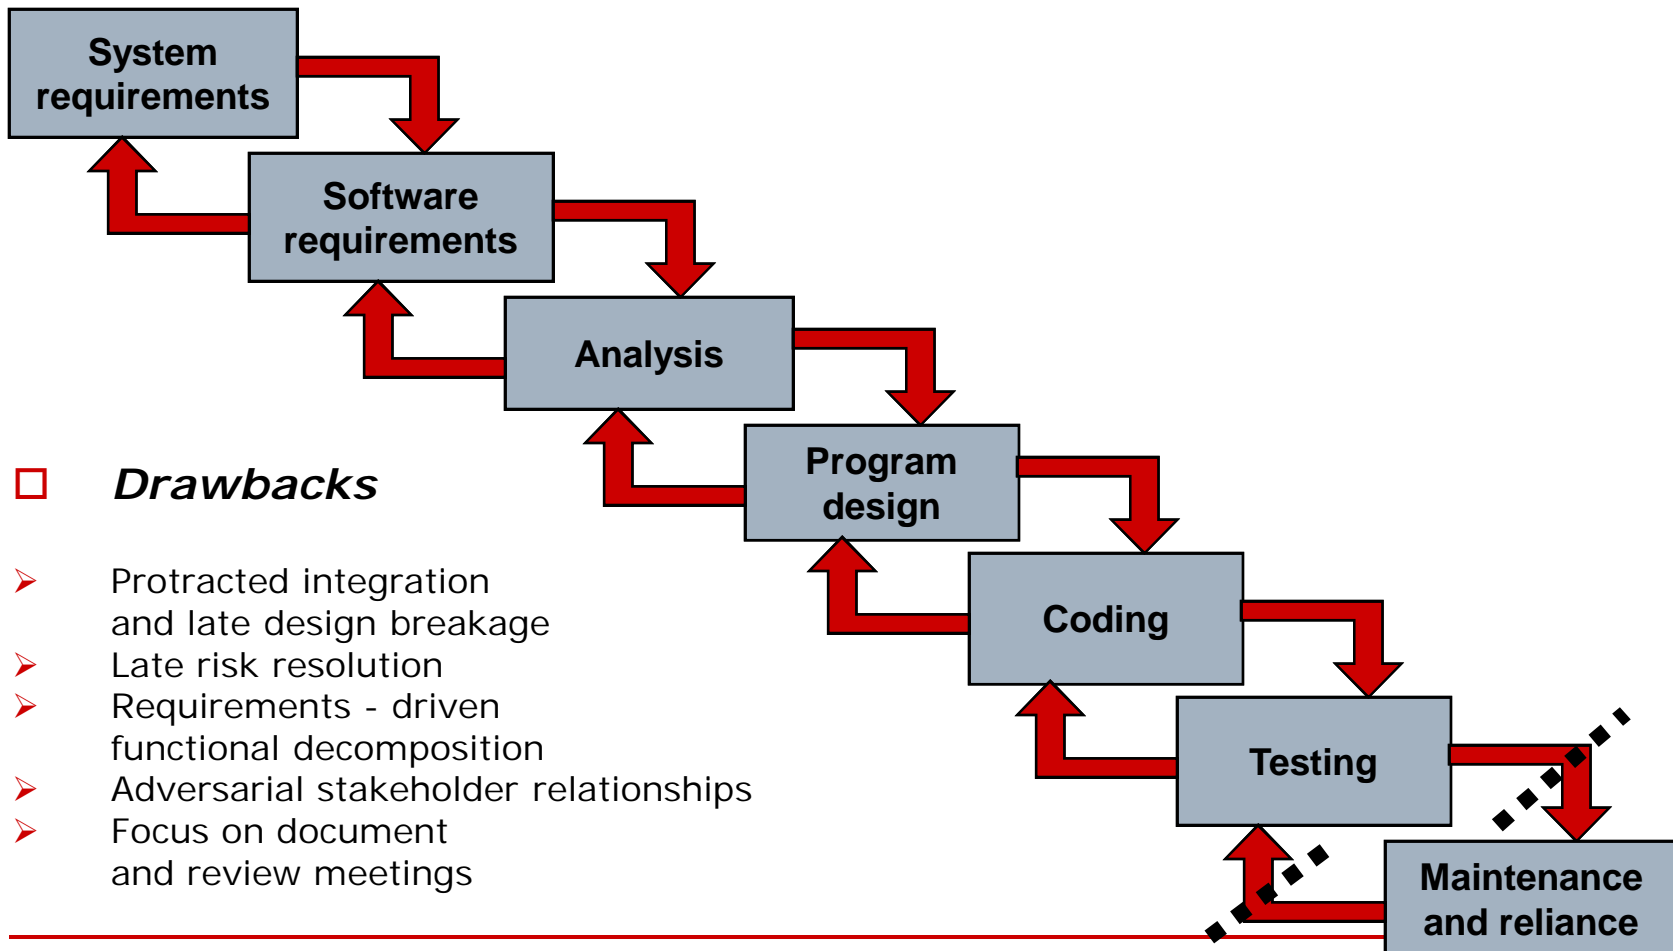 System
requirements
Software
requirements
Analysis
Program
design
Coding
Testing
Maintenance
and reliance
Drawbacks
Protracted integration
and late design breakage
Late risk resolution
Requirements - driven
functional decomposition
Adversarial stakeholder relationships
Focus on document
and review meetings